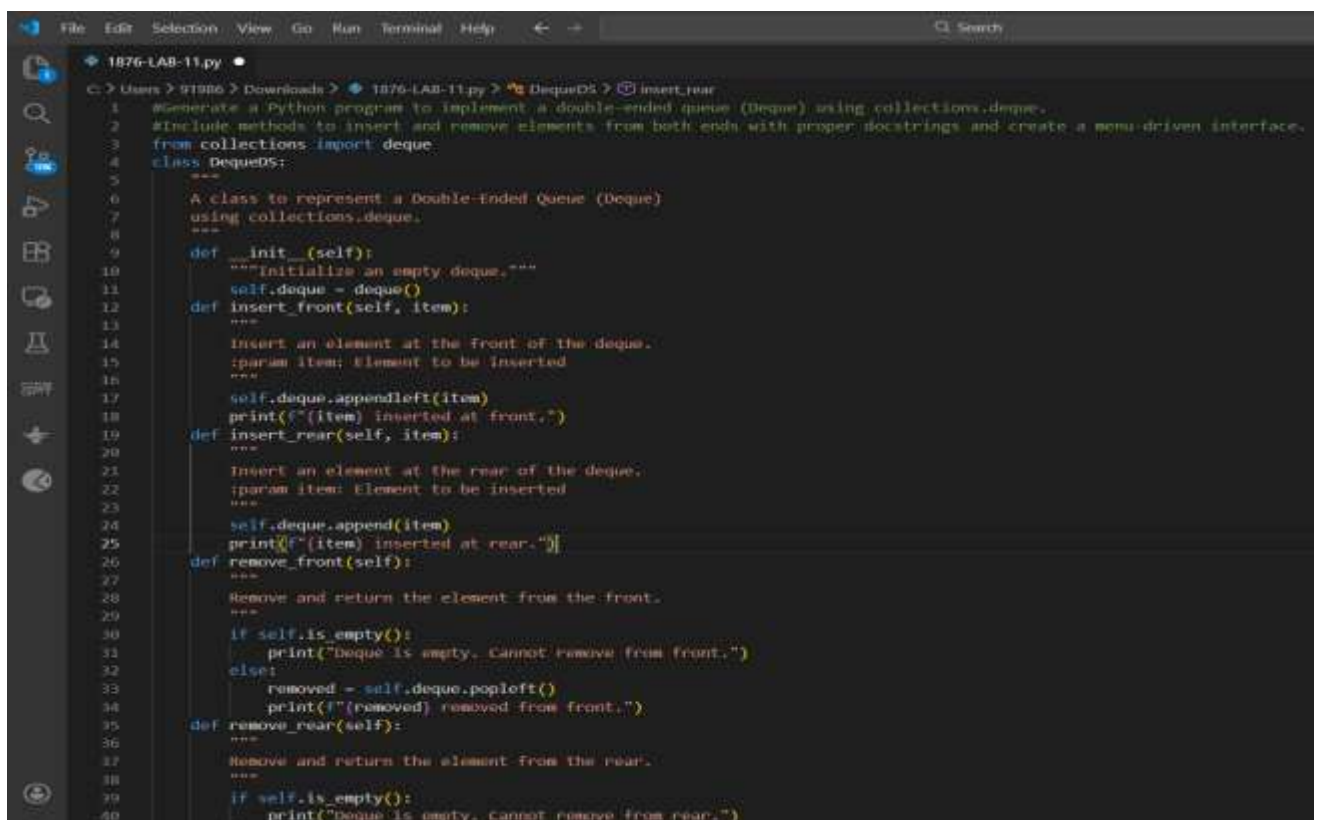 File Edit Selection View Go Run Terminal Help ← → Search
1876-LAB-11.py ●
C: > Users > 91986 > Downloads > 1876-LAB-11.py > DequeDS > insert_rear
1 #Generate a Python program to implement a double-ended queue (Deque) using collections.deque.
2 #Include methods to insert and remove elements from both ends with proper docstrings and create a menu-driven interface.
3 from collections import deque
4 class DequeDS:
5 """
6 A class to represent a Double-Ended Queue (Deque)
7 using collections.deque.
8 """
9 def __init__(self):
10 """Initialize an empty deque."""
11 self.deque = deque()
12 def insert_front(self, item):
13 """
14 Insert an element at the front of the deque.
15 :param item: Element to be inserted
16 """
17 self.deque.appendleft(item)
18 print(f"{item} inserted at front.")
19 def insert_rear(self, item):
20 """
21 Insert an element at the rear of the deque.
22 :param item: Element to be inserted
23 """
24 self.deque.append(item)
25 print(f"{item} inserted at rear.")
26 def remove_front(self):
27 """
28 Remove and return the element from the front.
29 """
30 if self.is_empty():
31 print("Deque is empty. Cannot remove from front.")
32 else:
33 removed = self.deque.popleft()
34 print(f"{removed} removed from front.")
35 def remove_rear(self):
36 """
37 Remove and return the element from the rear.
38 """
39 if self.is_empty():
40 print("Deque is empty. Cannot remove from rear.")